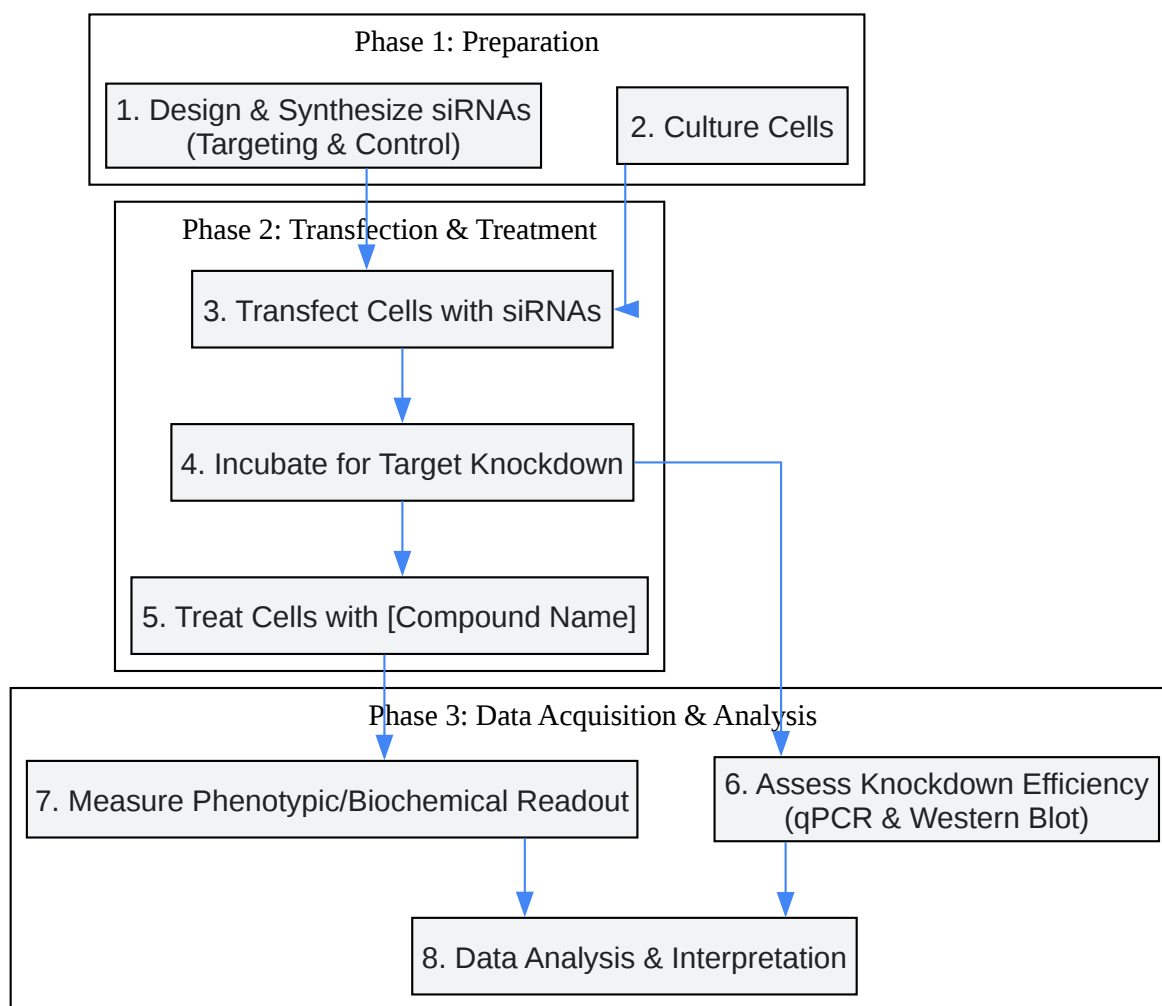 Phase 1: Preparation
1. Design & Synthesize siRNAs
(Targeting & Control)
2. Culture Cells
Phase 2: Transfection & Treatment
3. Transfect Cells with siRNAs
4. Incubate for Target Knockdown
5. Treat Cells with [Compound Name]
Phase 3: Data Acquisition & Analysis
7. Measure Phenotypic/Biochemical Readout
6. Assess Knockdown Efficiency
(qPCR & Western Blot)
8. Data Analysis & Interpretation